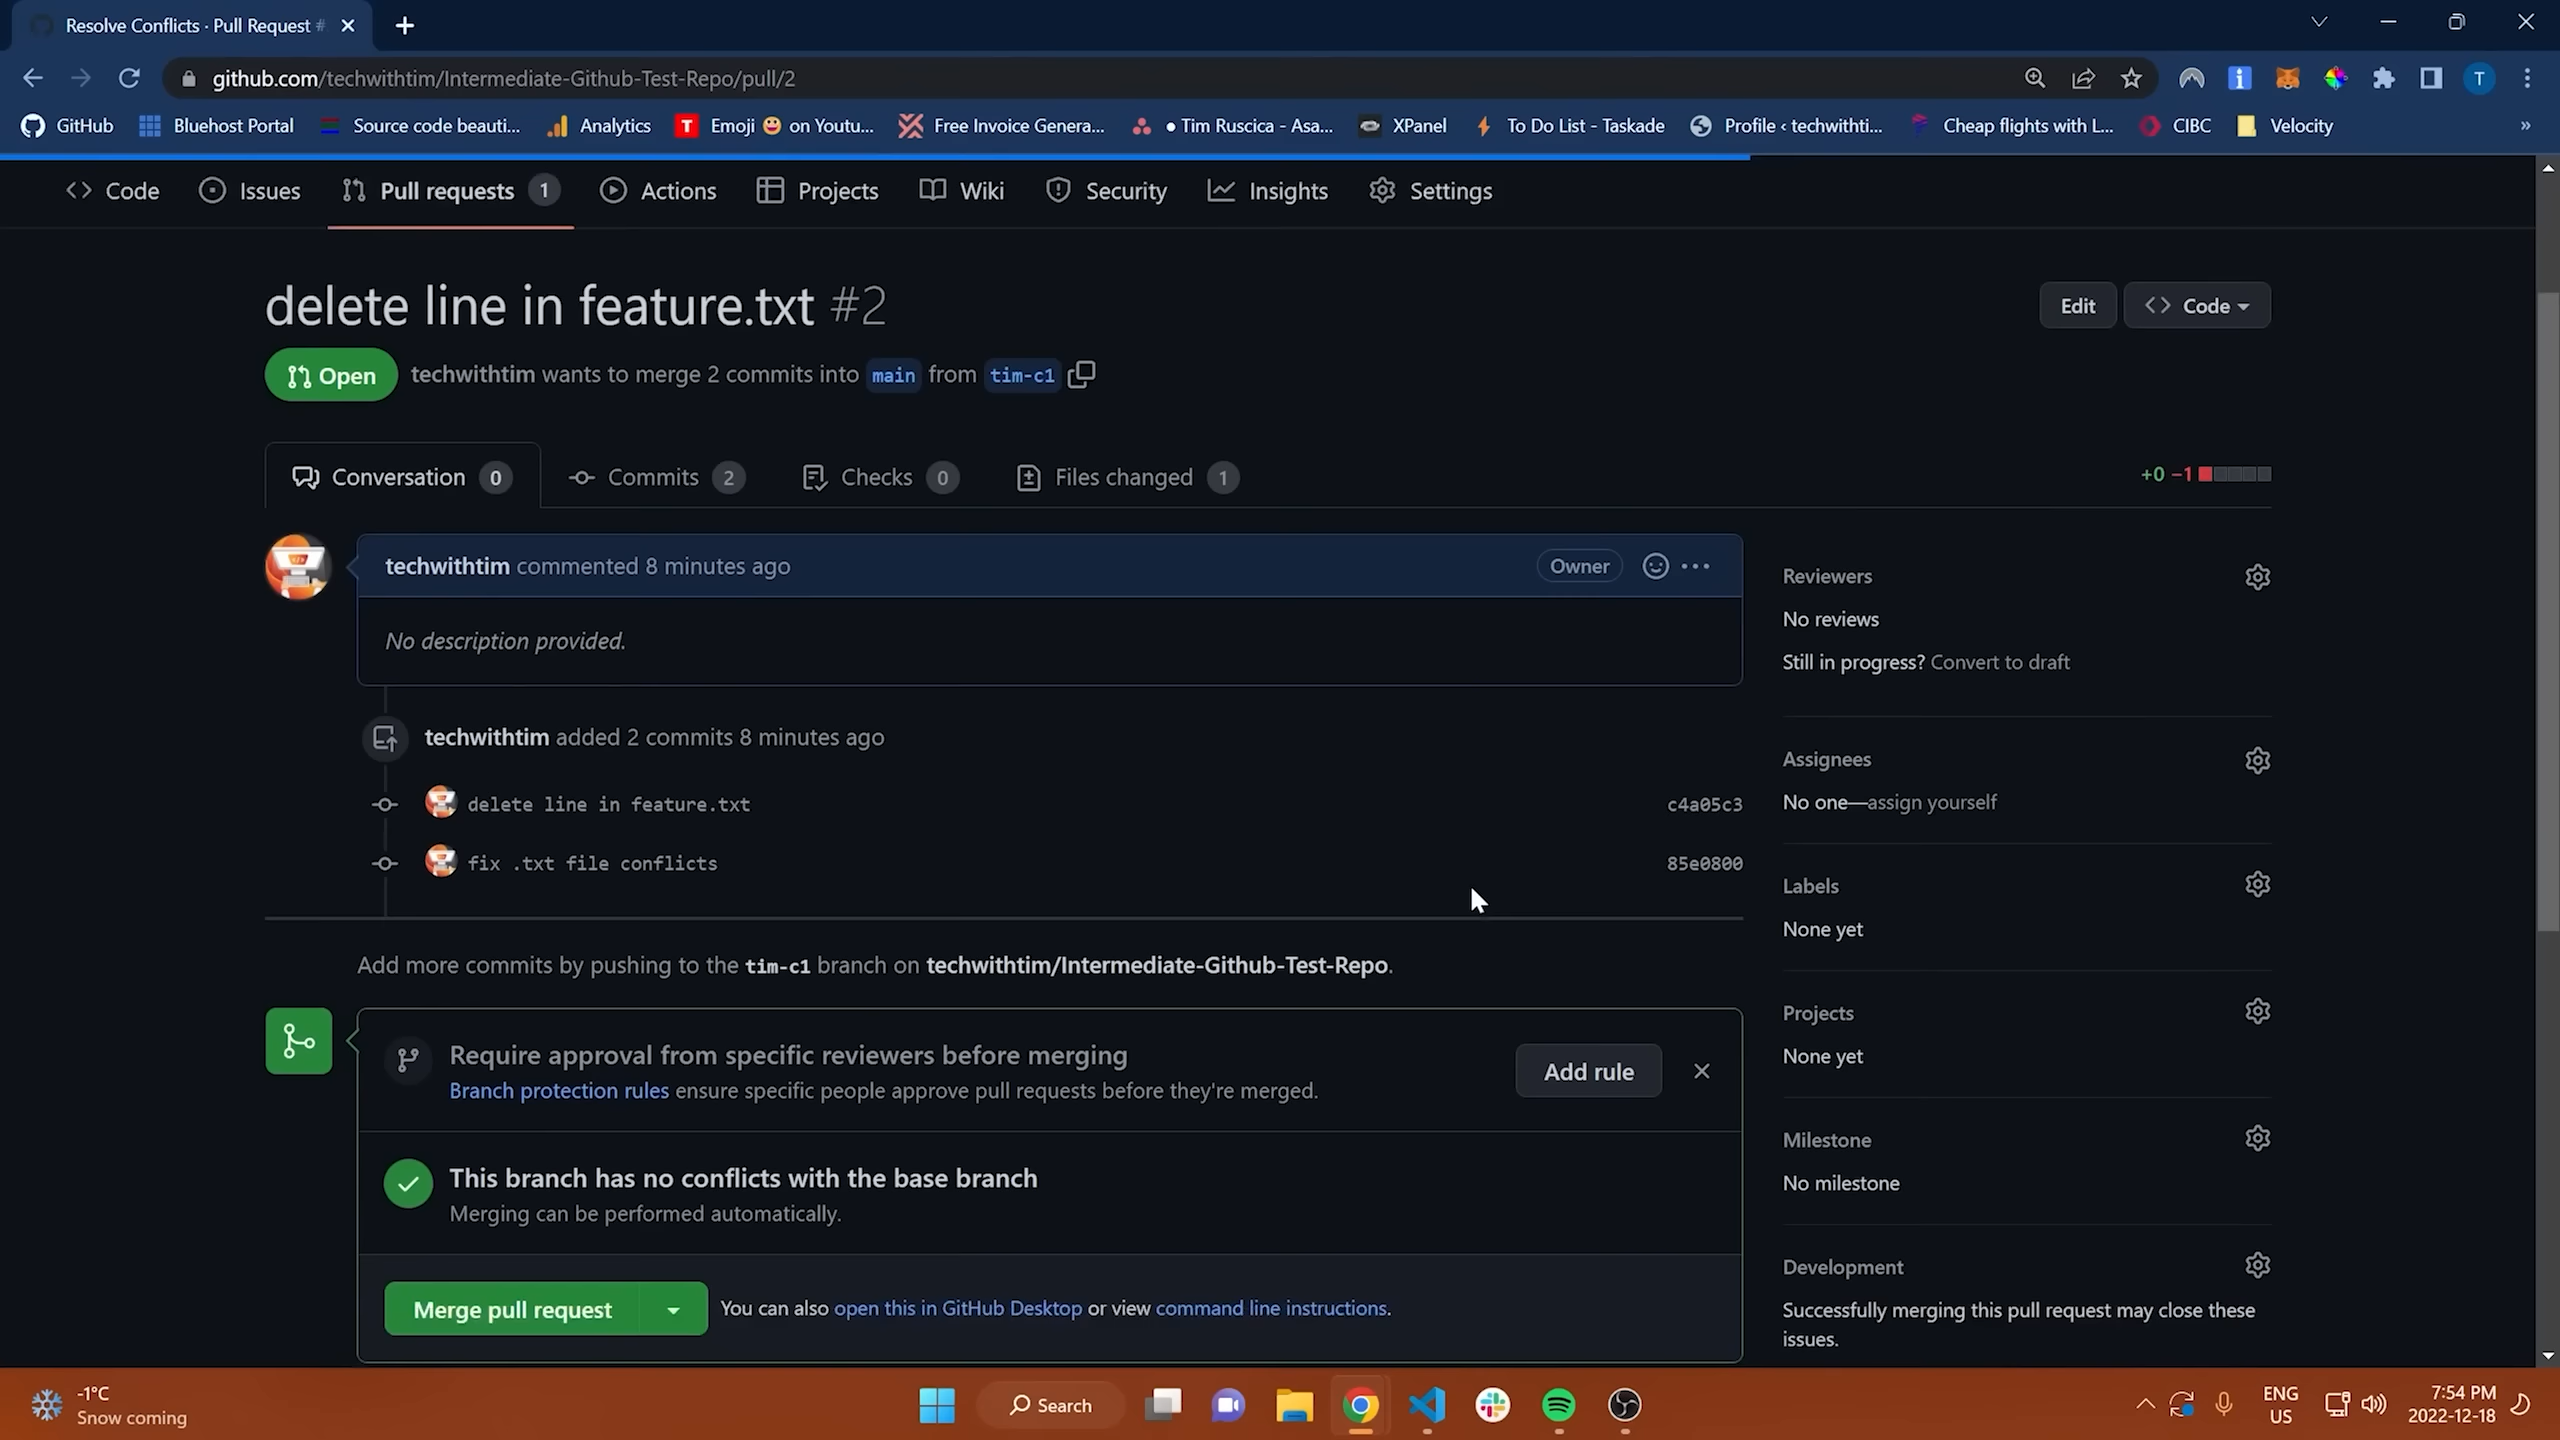 Resolve Conflicts · Pull Request #
github.com/techwithtim/Intermediate-Github-Test-Repo/pull/2
T
GitHub
Bluehost Portal
Source code beauti...
Analytics
T
Emoji 😀 on Youtu...
Free Invoice Genera...
● Tim Ruscica - Asa...
XPanel
To Do List - Taskade
Profile ‹ techwithti...
Cheap flights with L...
CIBC
Velocity
»
Code
Issues
Pull requests 1
Actions
Projects
Wiki
Security
Insights
Settings
delete line in feature.txt #2
Edit
Code
Open
techwithtim wants to merge 2 commits into main from tim-c1
Conversation 0
Commits 2
Checks 0
Files changed 1
+0 −1
techwithtim commented 8 minutes ago
Owner
No description provided.
techwithtim added 2 commits 8 minutes ago
delete line in feature.txt
c4a05c3
fix .txt file conflicts
85e0800
Add more commits by pushing to the tim-c1 branch on techwithtim/Intermediate-Github-Test-Repo.
Require approval from specific reviewers before merging
Branch protection rules ensure specific people approve pull requests before they're merged.
Add rule
This branch has no conflicts with the base branch
Merging can be performed automatically.
Merge pull request
You can also open this in GitHub Desktop or view command line instructions.
Reviewers
No reviews
Still in progress? Convert to draft
Assignees
No one—assign yourself
Labels
None yet
Projects
None yet
Milestone
No milestone
Development
Successfully merging this pull request may close these
issues.
-1°C
Snow coming
Search
ENG
US
7:54 PM
2022-12-18